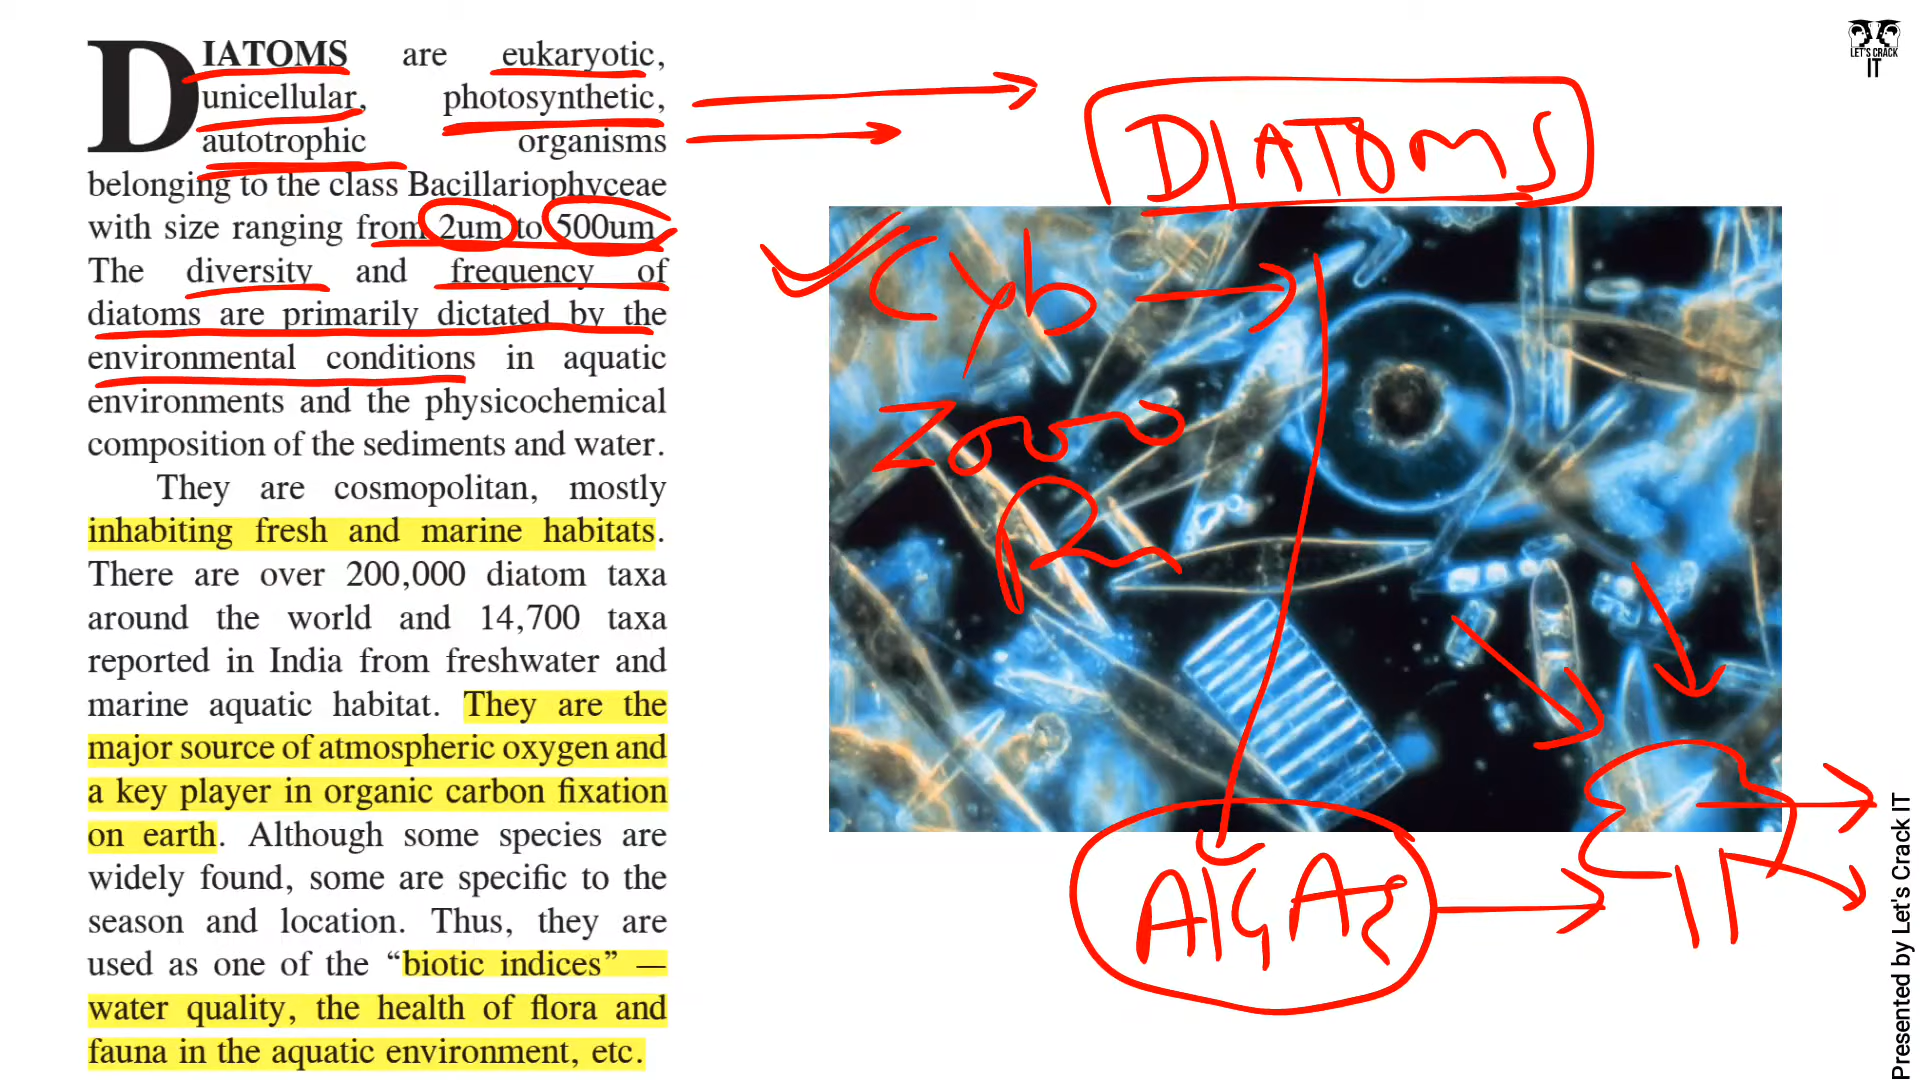 DIATOMS are eukaryotic,
unicellular, photosynthetic,
autotrophic organisms
belonging to the class Bacillariophyceae
with size ranging from 2um to 500um.
The diversity and frequency of
diatoms are primarily dictated by the
environmental conditions in aquatic
environments and the physicochemical
composition of the sediments and water.
They are cosmopolitan, mostly
inhabiting fresh and marine habitats.
There are over 200,000 diatom taxa
around the world and 14,700 taxa
reported in India from freshwater and
marine aquatic habitat. They are the
major source of atmospheric oxygen and
a key player in organic carbon fixation
on earth. Although some species are
widely found, some are specific to the
season and location. Thus, they are
used as one of the “biotic indices” —
water quality, the health of flora and
fauna in the aquatic environment, etc.
DIATOMS
Cyb
AlGAE
LET'S CRACK
IT
Presented by Let's Crack IT